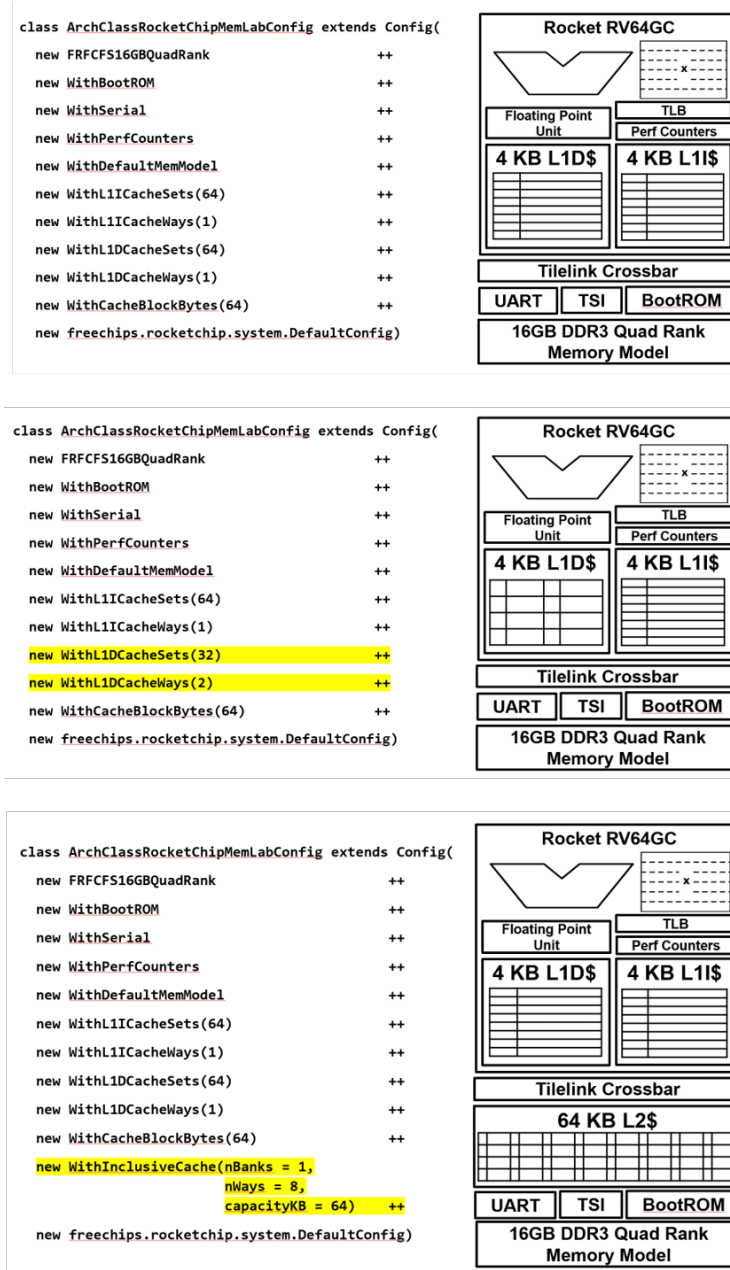 class ArchClassRocketChipMemLabConfig extends Config(
new FRFCFS16GBQuadRank ++
new WithBootROM ++
new WithSerial ++
new WithPerfCounters ++
new WithDefaultMemModel ++
new WithL1ICacheSets(64) ++
new WithL1ICacheWays(1) ++
new WithL1DCacheSets(64) ++
new WithL1DCacheWays(1) ++
new WithCacheBlockBytes(64) ++
new freechips.rocketchip.system.DefaultConfig)
Rocket RV64GC
x
Floating Point
Unit
TLB
Perf Counters
4 KB L1D$ 4 KB L1I$
Tilelink Crossbar
UART TSI BootROM
16GB DDR3 Quad Rank
Memory Model
class ArchClassRocketChipMemLabConfig extends Config(
new FRFCFS16GBQuadRank ++
new WithBootROM ++
new WithSerial ++
new WithPerfCounters ++
new WithDefaultMemModel ++
new WithL1ICacheSets(64) ++
new WithL1ICacheWays(1) ++
new WithL1DCacheSets(32) ++
new WithL1DCacheWays(2) ++
new WithCacheBlockBytes(64) ++
new freechips.rocketchip.system.DefaultConfig)
Rocket RV64GC
x
Floating Point
Unit
TLB
Perf Counters
4 KB L1D$ 4 KB L1I$
Tilelink Crossbar
UART TSI BootROM
16GB DDR3 Quad Rank
Memory Model
class ArchClassRocketChipMemLabConfig extends Config(
new FRFCFS16GBQuadRank ++
new WithBootROM ++
new WithSerial ++
new WithPerfCounters ++
new WithDefaultMemModel ++
new WithL1ICacheSets(64) ++
new WithL1ICacheWays(1) ++
new WithL1DCacheSets(64) ++
new WithL1DCacheWays(1) ++
new WithCacheBlockBytes(64) ++
new WithInclusiveCache(nBanks = 1,
nWays = 8,
capacityKB = 64) ++
new freechips.rocketchip.system.DefaultConfig)
Rocket RV64GC
x
Floating Point
Unit
TLB
Perf Counters
4 KB L1D$ 4 KB L1I$
Tilelink Crossbar
64 KB L2$
UART TSI BootROM
16GB DDR3 Quad Rank
Memory Model